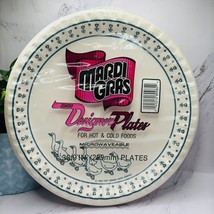 MARDI
GRAS
Designer Plates
FOR HOT & COLD FOODS
MICROWAVEABLE
PLATES